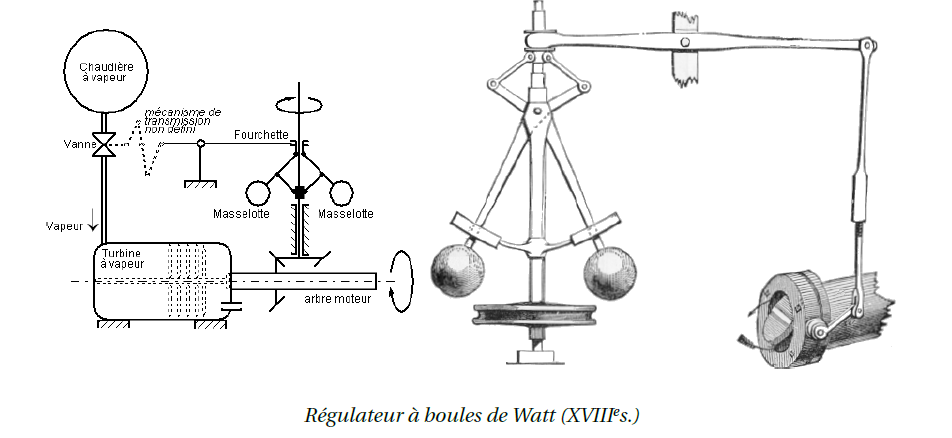 Chaudière
à vapeur
mécanisme de
transmission
non défini
Fourchette
Vanne
Masselotte
Masselotte
Vapeur
Turbine
à vapeur
arbre moteur
Régulateur à boules de Watt (XVIIIᵉs.)